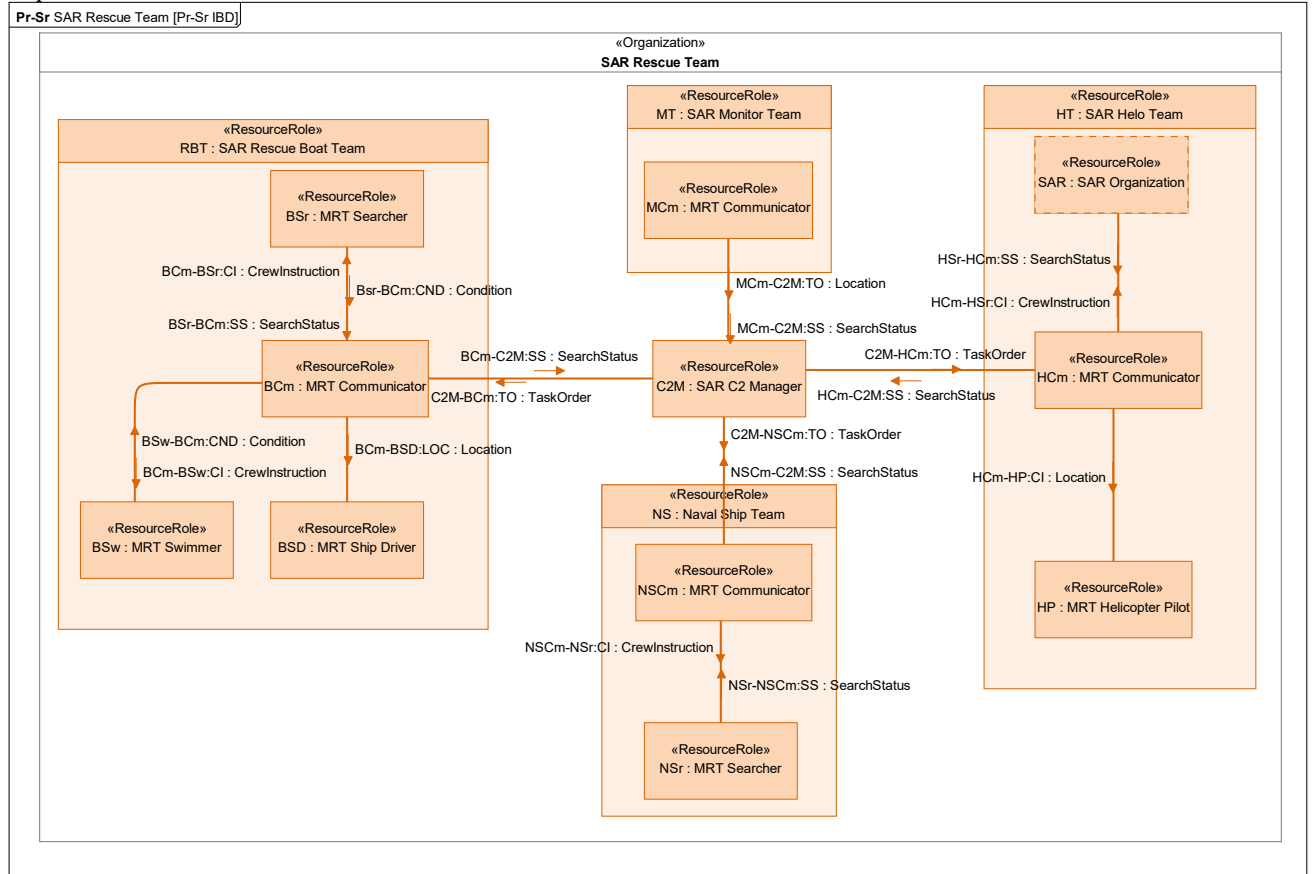 Pr-Sr SAR Rescue Team [Pr-Sr IBD]
«Organization»
SAR Rescue Team
«ResourceRole»
RBT : SAR Rescue Boat Team
«ResourceRole»
BSr : MRT Searcher
BCm-BSr:CI : CrewInstruction
Bsr-BCm:CND : Condition
BSr-BCm:SS : SearchStatus
«ResourceRole»
BCm : MRT Communicator
BSw-BCm:CND : Condition
BCm-BSw:CI : CrewInstruction
BCm-BSD:LOC : Location
«ResourceRole»
BSw : MRT Swimmer
«ResourceRole»
BSD : MRT Ship Driver
BCm-C2M:SS : SearchStatus
C2M-BCm:TO : TaskOrder
«ResourceRole»
MT : SAR Monitor Team
«ResourceRole»
MCm : MRT Communicator
MCm-C2M:TO : Location
MCm-C2M:SS : SearchStatus
«ResourceRole»
C2M : SAR C2 Manager
C2M-NSCm:TO : TaskOrder
NSCm-C2M:SS : SearchStatus
«ResourceRole»
NS : Naval Ship Team
«ResourceRole»
NSCm : MRT Communicator
NSCm-NSr:CI : CrewInstruction
NSr-NSCm:SS : SearchStatus
«ResourceRole»
NSr : MRT Searcher
C2M-HCm:TO : TaskOrder
HCm-C2M:SS : SearchStatus
«ResourceRole»
HT : SAR Helo Team
«ResourceRole»
SAR : SAR Organization
HSr-HCm:SS : SearchStatus
HCm-HSr:CI : CrewInstruction
«ResourceRole»
HCm : MRT Communicator
HCm-HP:CI : Location
«ResourceRole»
HP : MRT Helicopter Pilot